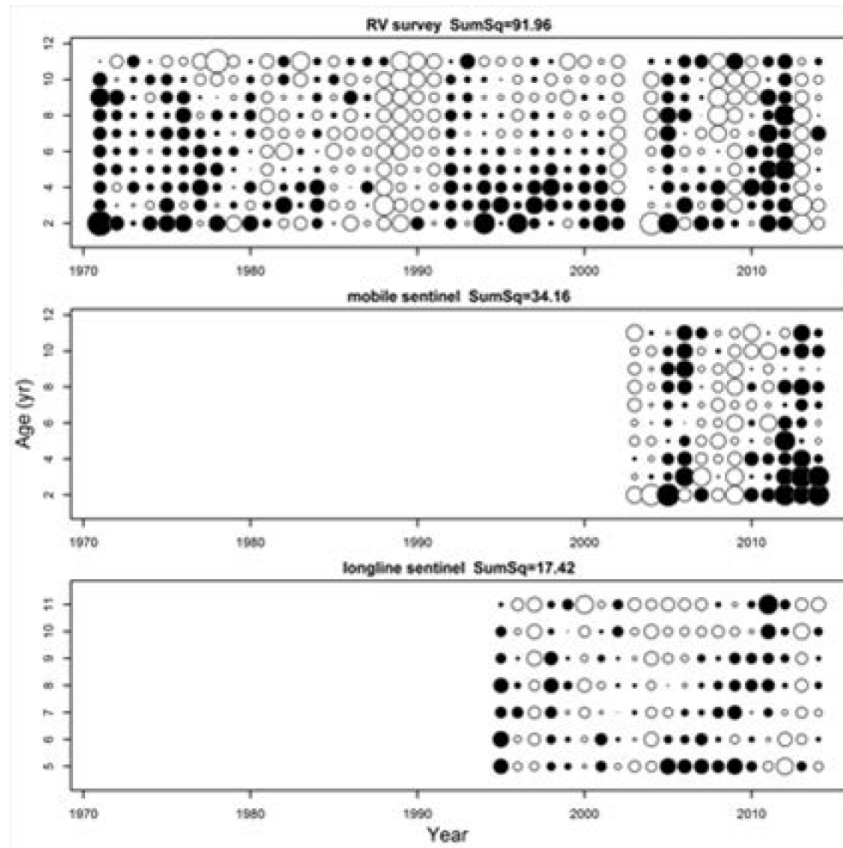 RV survey SumSq=91.96
12
10
8
6
4
2
1970 1980 1990 2000 2010
mobile sentinel SumSq=34.16
12
10
8
6
4
2
Age (yr)
1970 1980 1990 2000 2010
longline sentinel SumSq=17.42
11
10
9
8
7
6
5
1970 1980 1990 2000 2010
Year